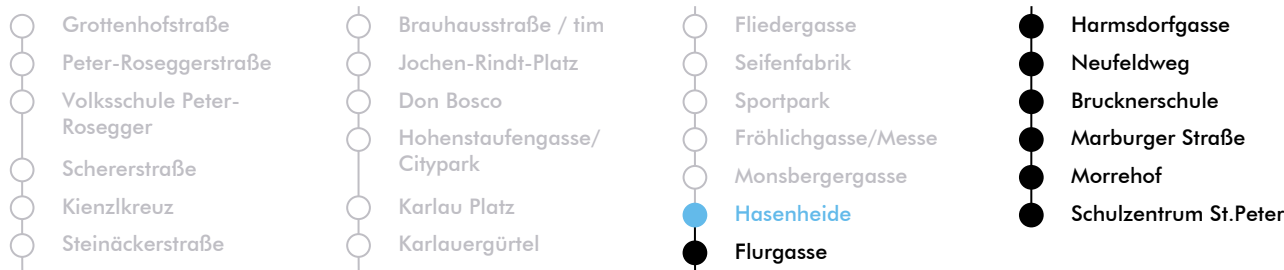 Grottenhofstraße
Peter-Roseggerstraße
Volksschule Peter-
Rosegger
Schererstraße
Kienzlkreuz
Steinäckerstraße
Brauhausstraße / tim
Jochen-Rindt-Platz
Don Bosco
Hohenstaufengasse/
Citypark
Karlau Platz
Karlauergürtel
Fliedergasse
Seifenfabrik
Sportpark
Fröhlichgasse/Messe
Monsbergergasse
Hasenheide
Flurgasse
Harmsdorfgasse
Neufeldweg
Brucknerschule
Marburger Straße
Morrehof
Schulzentrum St.Peter